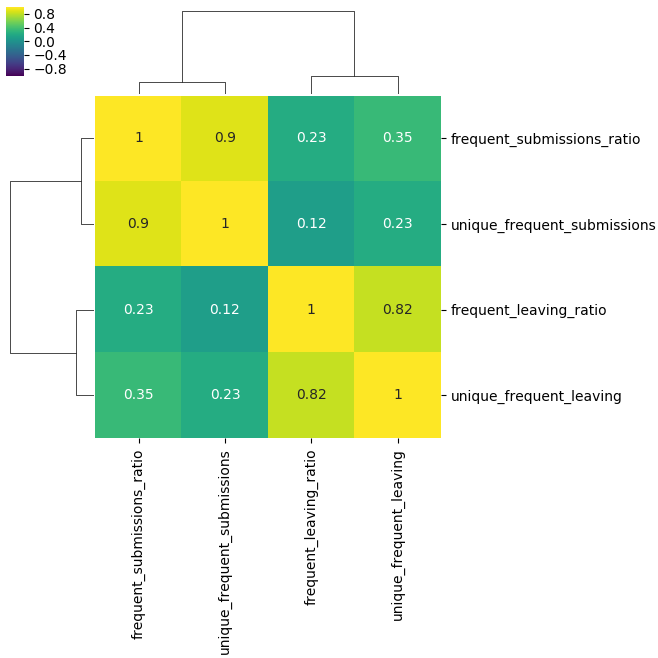 0.8
0.4
0.0
−0.4
−0.8
1 0.9 0.23 0.35 frequent_submissions_ratio
0.9 1 0.12 0.23 unique_frequent_submissions
0.23 0.12 1 0.82 frequent_leaving_ratio
0.35 0.23 0.82 1 unique_frequent_leaving
frequent_submissions_ratio
unique_frequent_submissions
frequent_leaving_ratio
unique_frequent_leaving